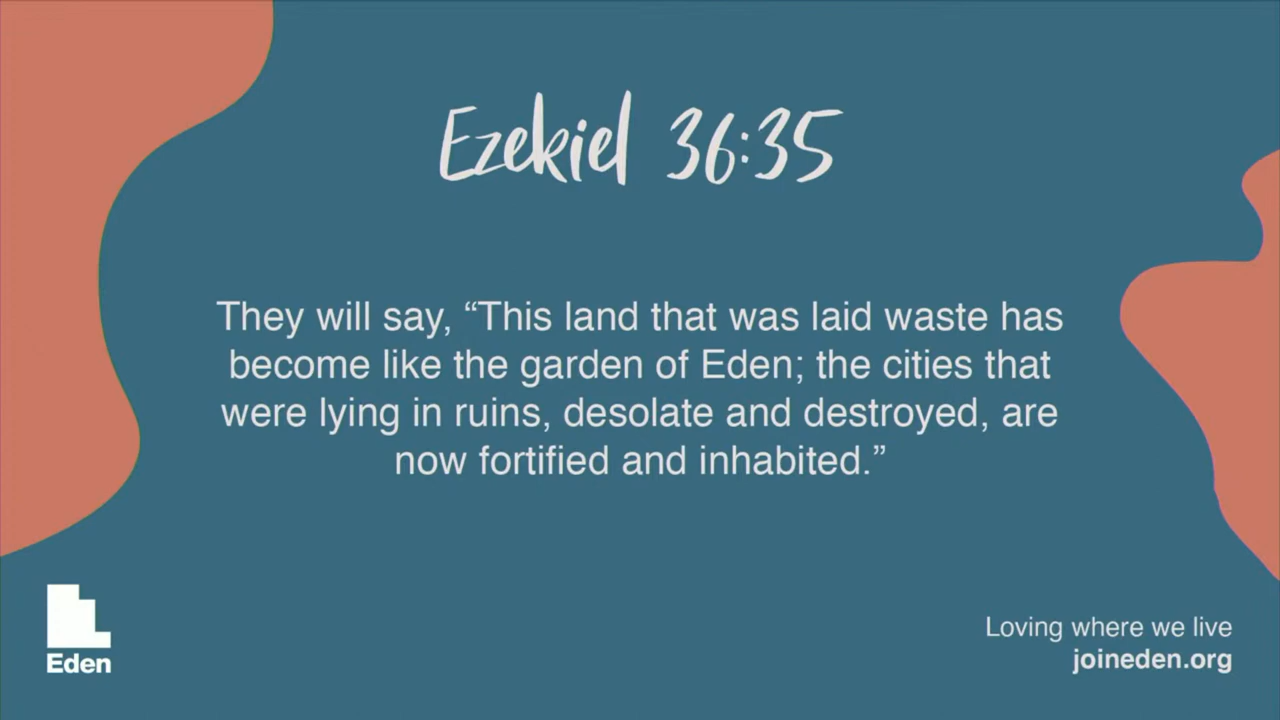 Ezekiel 36:35
They will say, “This land that was laid waste has
become like the garden of Eden; the cities that
were lying in ruins, desolate and destroyed, are
now fortified and inhabited.”
Eden
Loving where we live
joineden.org